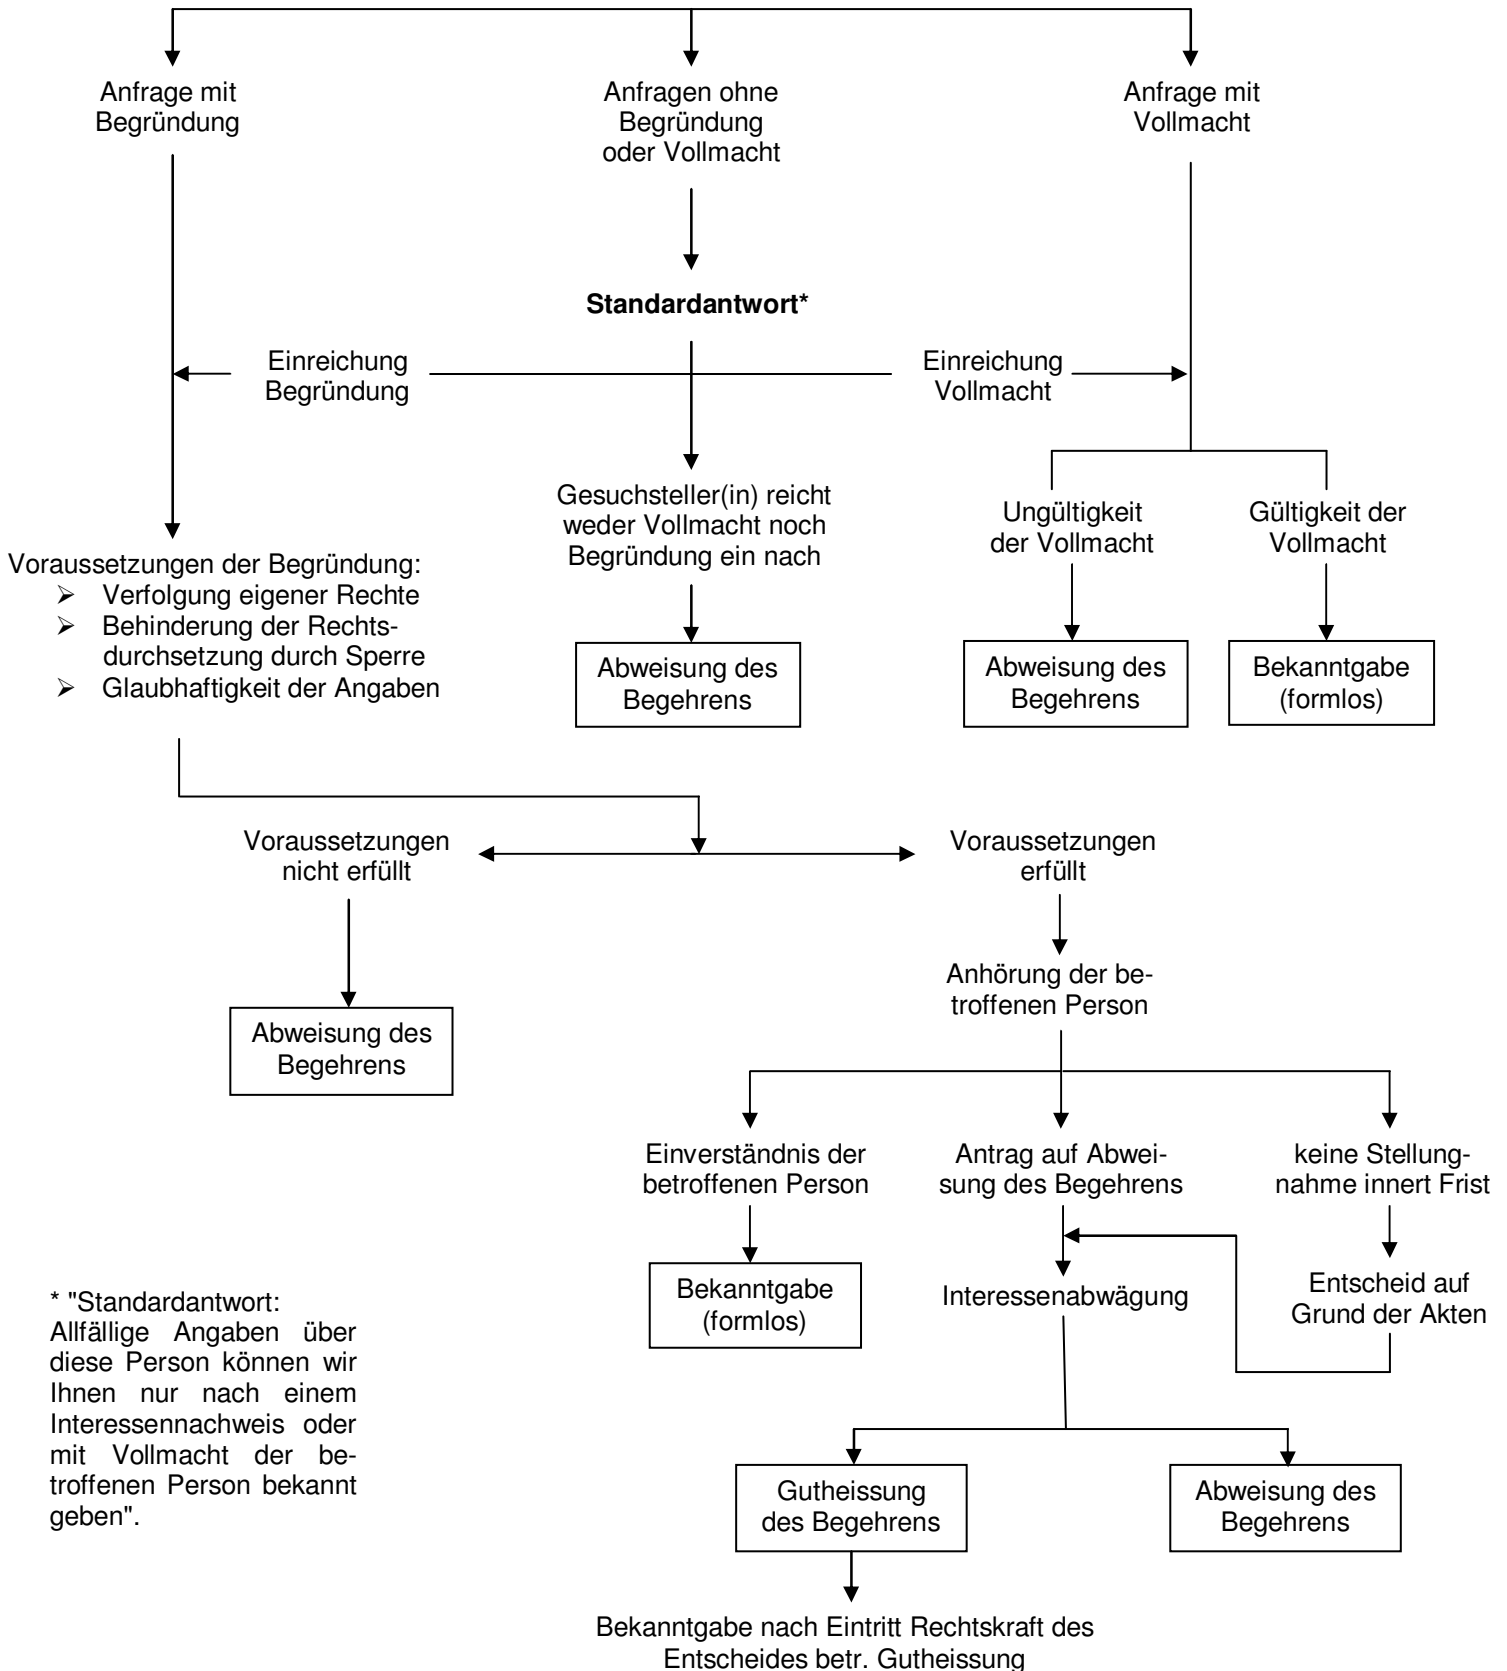 Anfrage mit
Begründung
Anfragen ohne
Begründung
oder Vollmacht
Anfrage mit
Vollmacht
Standardantwort*
Einreichung
Begründung
Einreichung
Vollmacht
Gesuchsteller(in) reicht
weder Vollmacht noch
Begründung ein nach
Ungültigkeit
der Vollmacht
Gültigkeit der
Vollmacht
Voraussetzungen der Begründung:
➢ Verfolgung eigener Rechte
➢ Behinderung der Rechts-
durchsetzung durch Sperre
➢ Glaubhaftigkeit der Angaben
Abweisung des
Begehrens
Abweisung des
Begehrens
Bekanntgabe
(formlos)
Voraussetzungen
nicht erfüllt
Voraussetzungen
erfüllt
Abweisung des
Begehrens
Anhörung der be-
troffenen Person
Einverständnis der
betroffenen Person
Antrag auf Abwei-
sung des Begehrens
keine Stellung-
nahme innert Frist
Bekanntgabe
(formlos)
Interessenabwägung
Entscheid auf
Grund der Akten
* "Standardantwort:
Allfällige Angaben über
diese Person können wir
Ihnen nur nach einem
Interessennachweis oder
mit Vollmacht der be-
troffenen Person bekannt
geben".
Gutheissung
des Begehrens
Abweisung des
Begehrens
Bekanntgabe nach Eintritt Rechtskraft des
Entscheides betr. Gutheissung